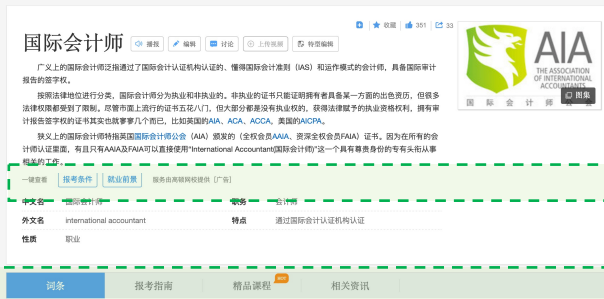 收藏 351 33
国际会计师 播报 编辑 讨论 上传视频 特型编辑
广义上的国际会计师泛指通过了国际会计认证机构认证的、懂得国际会计准则（IAS）和运作模式的会计师，具备国际审
计报告的签字权。
按照法律地位进行分类，国际会计师分为执业和非执业的。非执业的证书只能证明拥有者具备某一方面的出色资历，但很多
法律权限都受到了限制。尽管市面上流行的证书五花八门，但大部分都是没有执业权的，获得法律赋予的执业资格权利，拥有审
计报告签字权的证书其实也就寥寥几个而已，比如英国的AIA、ACA、ACCA，美国的AICPA。
狭义上的国际会计师特指英国国际会计师公会（AIA）颁发的（全权会员AAIA、资深全权会员FAIA）证书。因为在所有的会
计师认证里面，有且只有AAIA及FAIA可以直接使用“International Accountant(国际会计师)”这一个具有尊贵身份的专有头衔从事
相关的工作。
AIA
THE ASSOCIATION
OF INTERNATIONAL
ACCOUNTANTS
国际会计师公会
图集
一键查看 报考条件 就业前景 服务由高顿网校提供 [广告]
中文名 国际会计师 职务 会计师
外文名 international accountant 特点 通过国际会计认证机构认证
性质 职业
词条 报考指南 精品课程 HOT 相关资讯